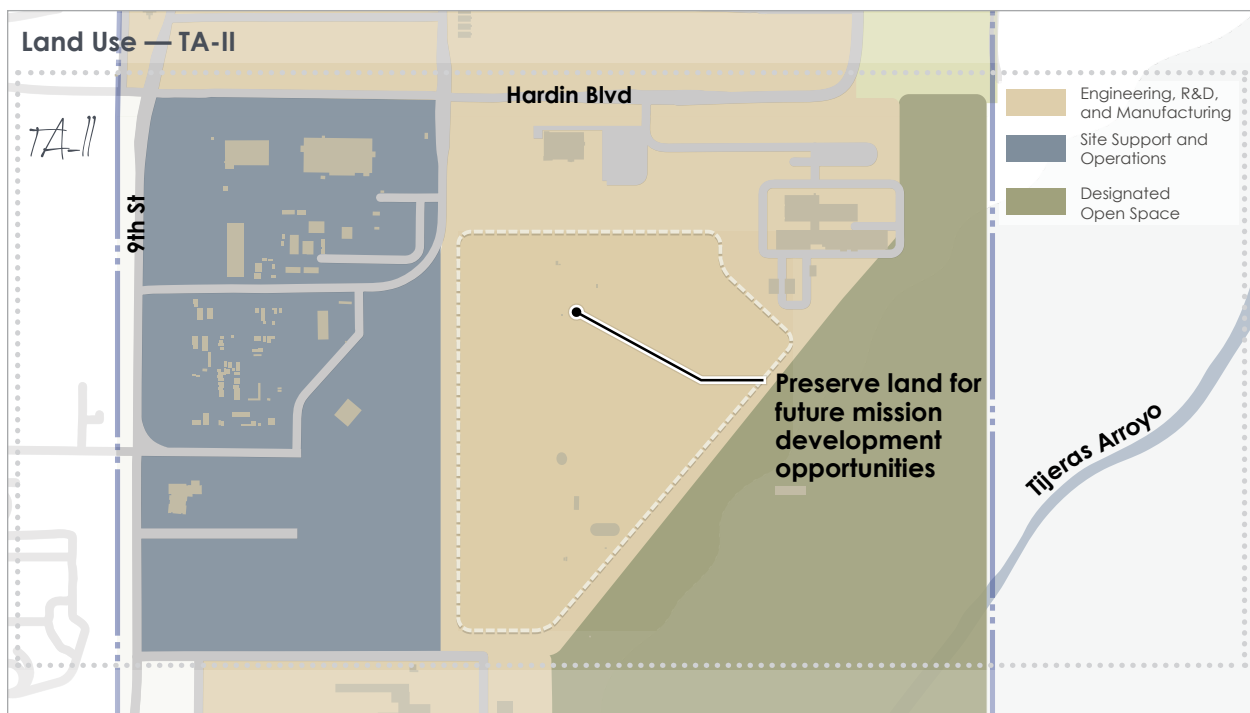 Land Use — TA-II
Hardin Blvd
TA-II
9th St
Engineering, R&D,
and Manufacturing
Site Support and
Operations
Designated
Open Space
Preserve land for
future mission
development
opportunities
Tijeras Arroyo